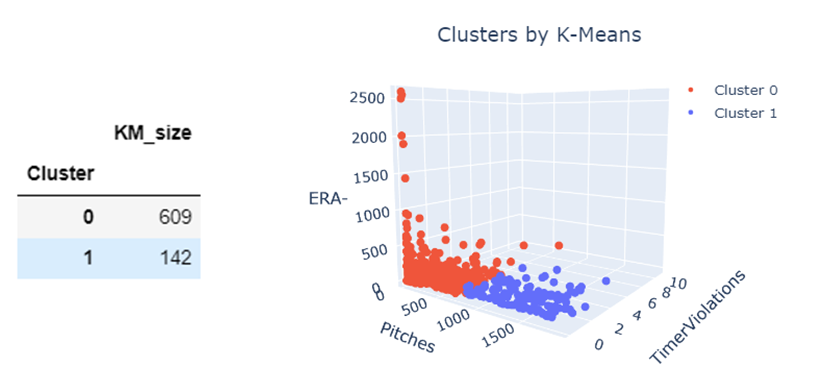 KM_size
Cluster
0 609
1 142
Clusters by K-Means
Cluster 0
Cluster 1
2500
2000
1500
1000
500
0
ERA-
0
500
1000
1500
Pitches
0
2
4
6
8
10
TimerViolations